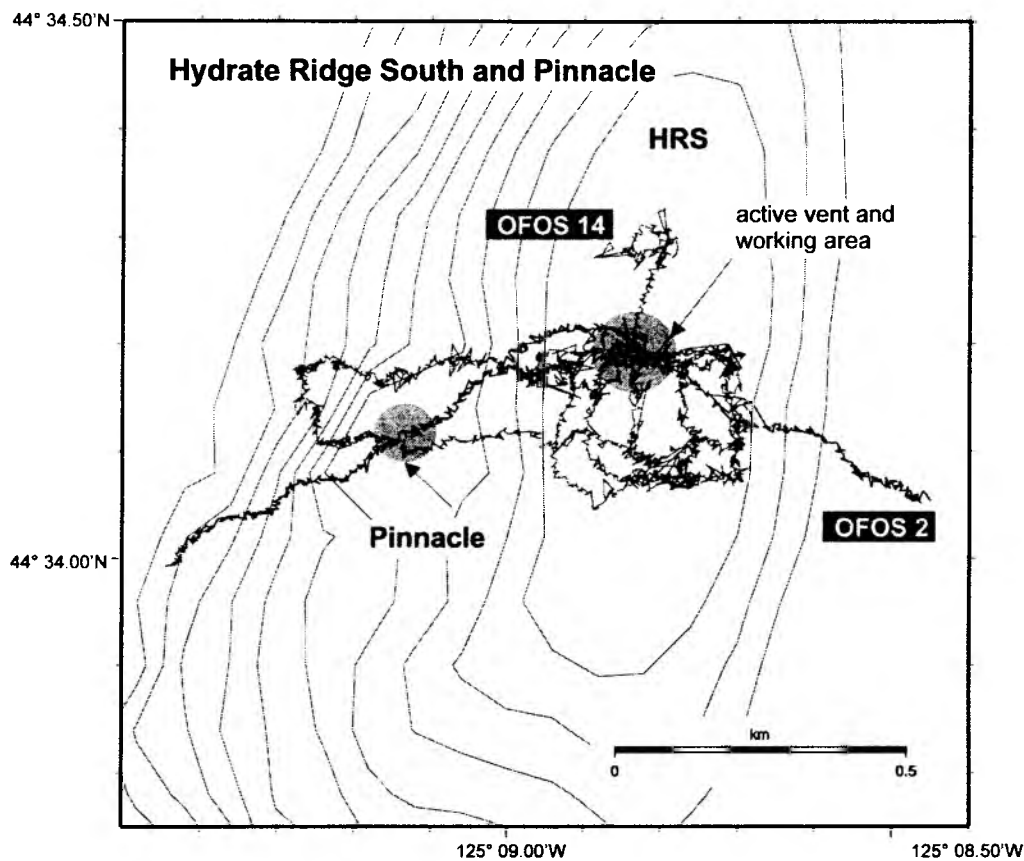 44° 34.50'N
Hydrate Ridge South and Pinnacle
HRS
OFOS 14
active vent and
working area
Pinnacle
OFOS 2
44° 34.00'N
km
0
0.5
125° 09.00'W
125° 08.50'W